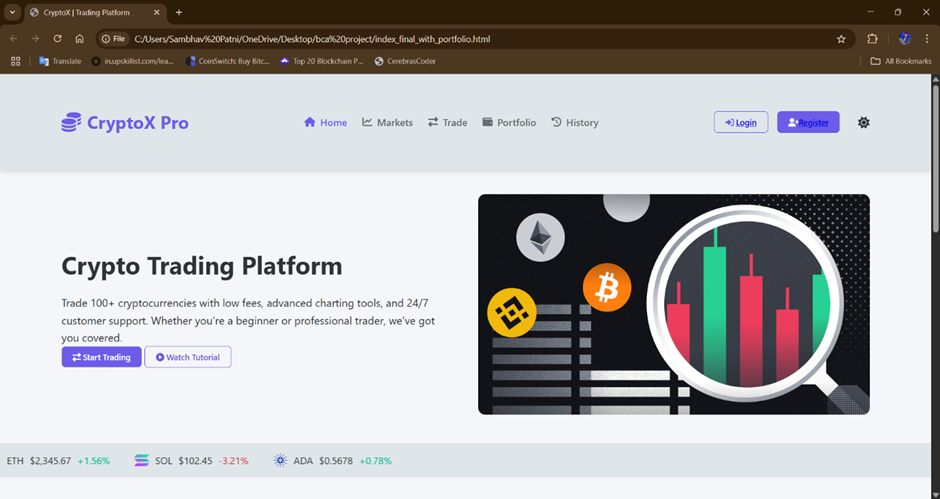 CryptoX | Trading Platform
File C:/Users/Sambhav%20Patni/OneDrive/Desktop/bca%20project/index_final_with_portfolio.html
Translate in.upskillist.com/lea... CoinSwitch: Buy Bitc... Top 20 Blockchain P... CerebrasCoder All Bookmarks
CryptoX Pro Home Markets Trade Portfolio History Login Register
Crypto Trading Platform
Trade 100+ cryptocurrencies with low fees, advanced charting tools, and 24/7
customer support. Whether you're a beginner or professional trader, we've got
you covered.
Start Trading Watch Tutorial
ETH $2,345.67 +1.56% SOL $102.45 -3.21% ADA $0.5678 +0.78%